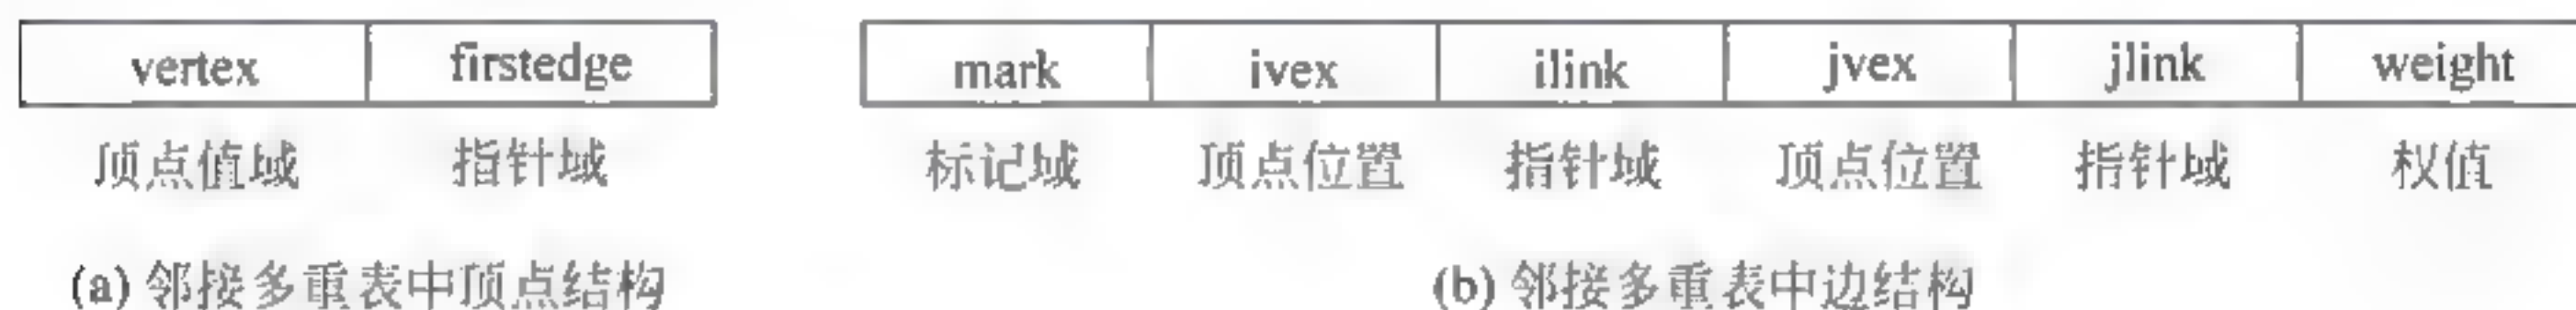 vertex firstedge mark ivex ilink jvex jlink weight
顶点值域 指针域 标记域 顶点位置 指针域 顶点位置 指针域 权值
(a) 邻接多重表中顶点结构 (b) 邻接多重表中边结构